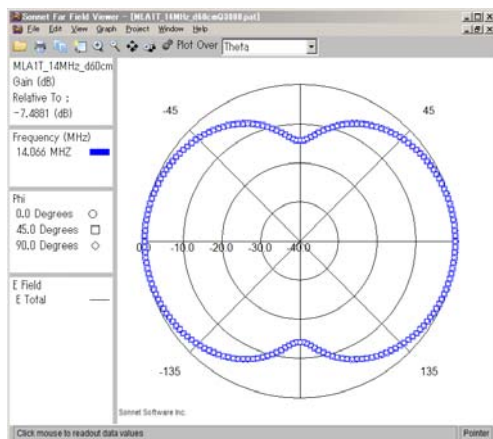 Sonnet Far Field Viewer - [MLA1T_14MHz_d60cmQ3888.pat]
File Edit View Graph Project Window Help
Plot Over Theta
MLA1T_14MHz_d60cm
Gain (dB)
Relative To :
-7.4881 (dB)
Frequency (MHz)
14.066 MHZ
Phi
0.0 Degrees
45.0 Degrees
90.0 Degrees
E Field
E Total
-45
45
0.0 -10.0 -20.0 -30.0 -40.0
-135
135
Sonnet Software Inc.
Click mouse to readout data values
Pointer